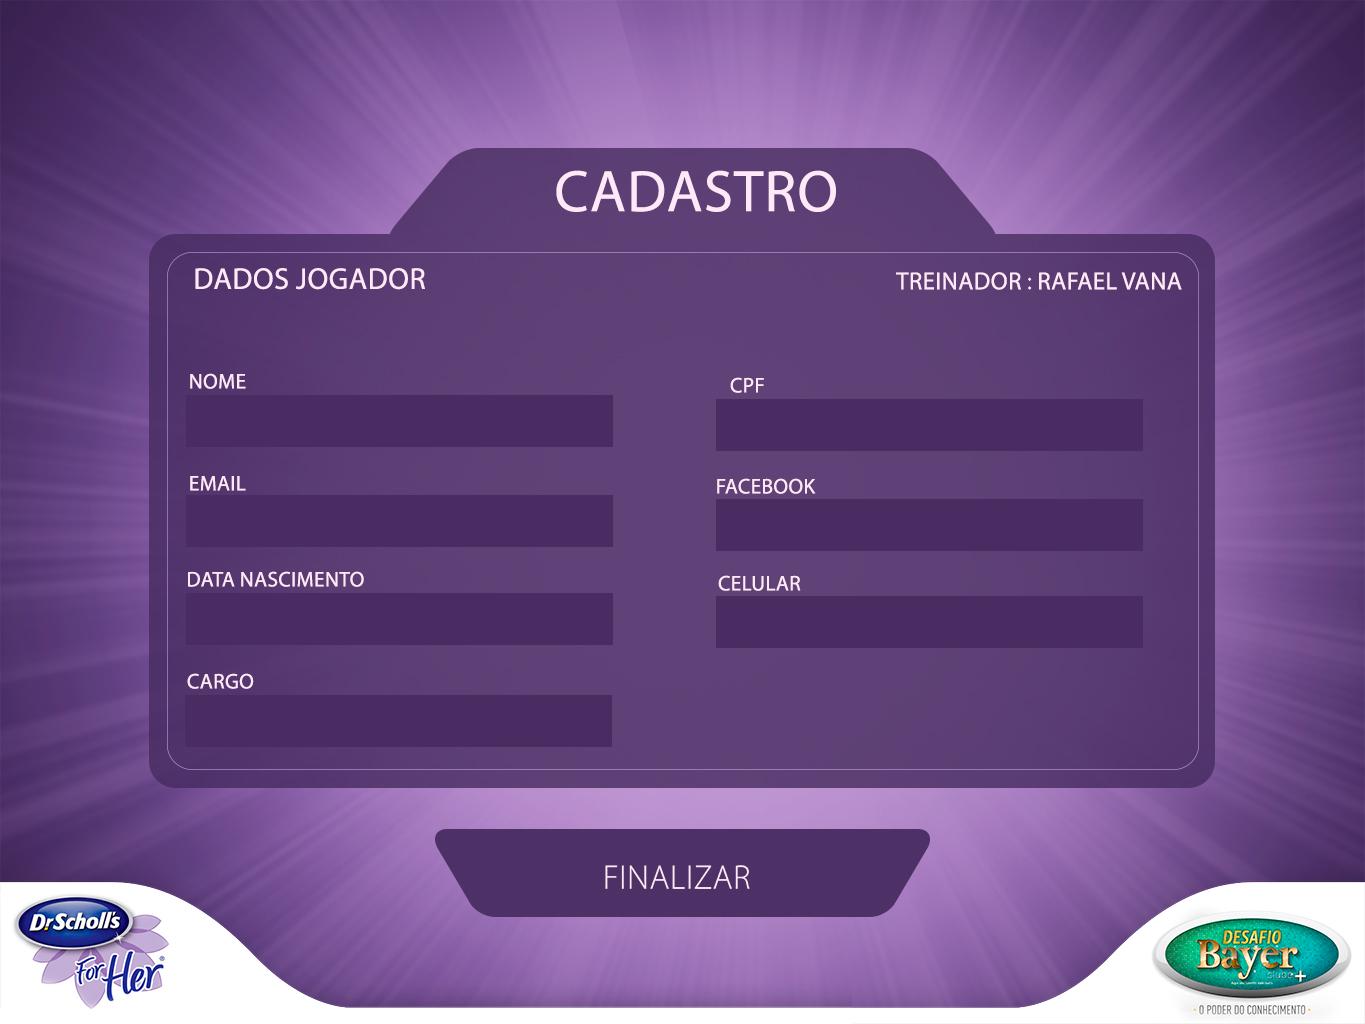 CADASTRO
DADOS JOGADOR
TREINADOR : RAFAEL VANA
NOME
CPF
EMAIL
FACEBOOK
DATA NASCIMENTO
CELULAR
CARGO
FINALIZAR
Dr Scholl's
For Her
DESAFIO
Bayer
clube+
· O PODER DO CONHECIMENTO ·